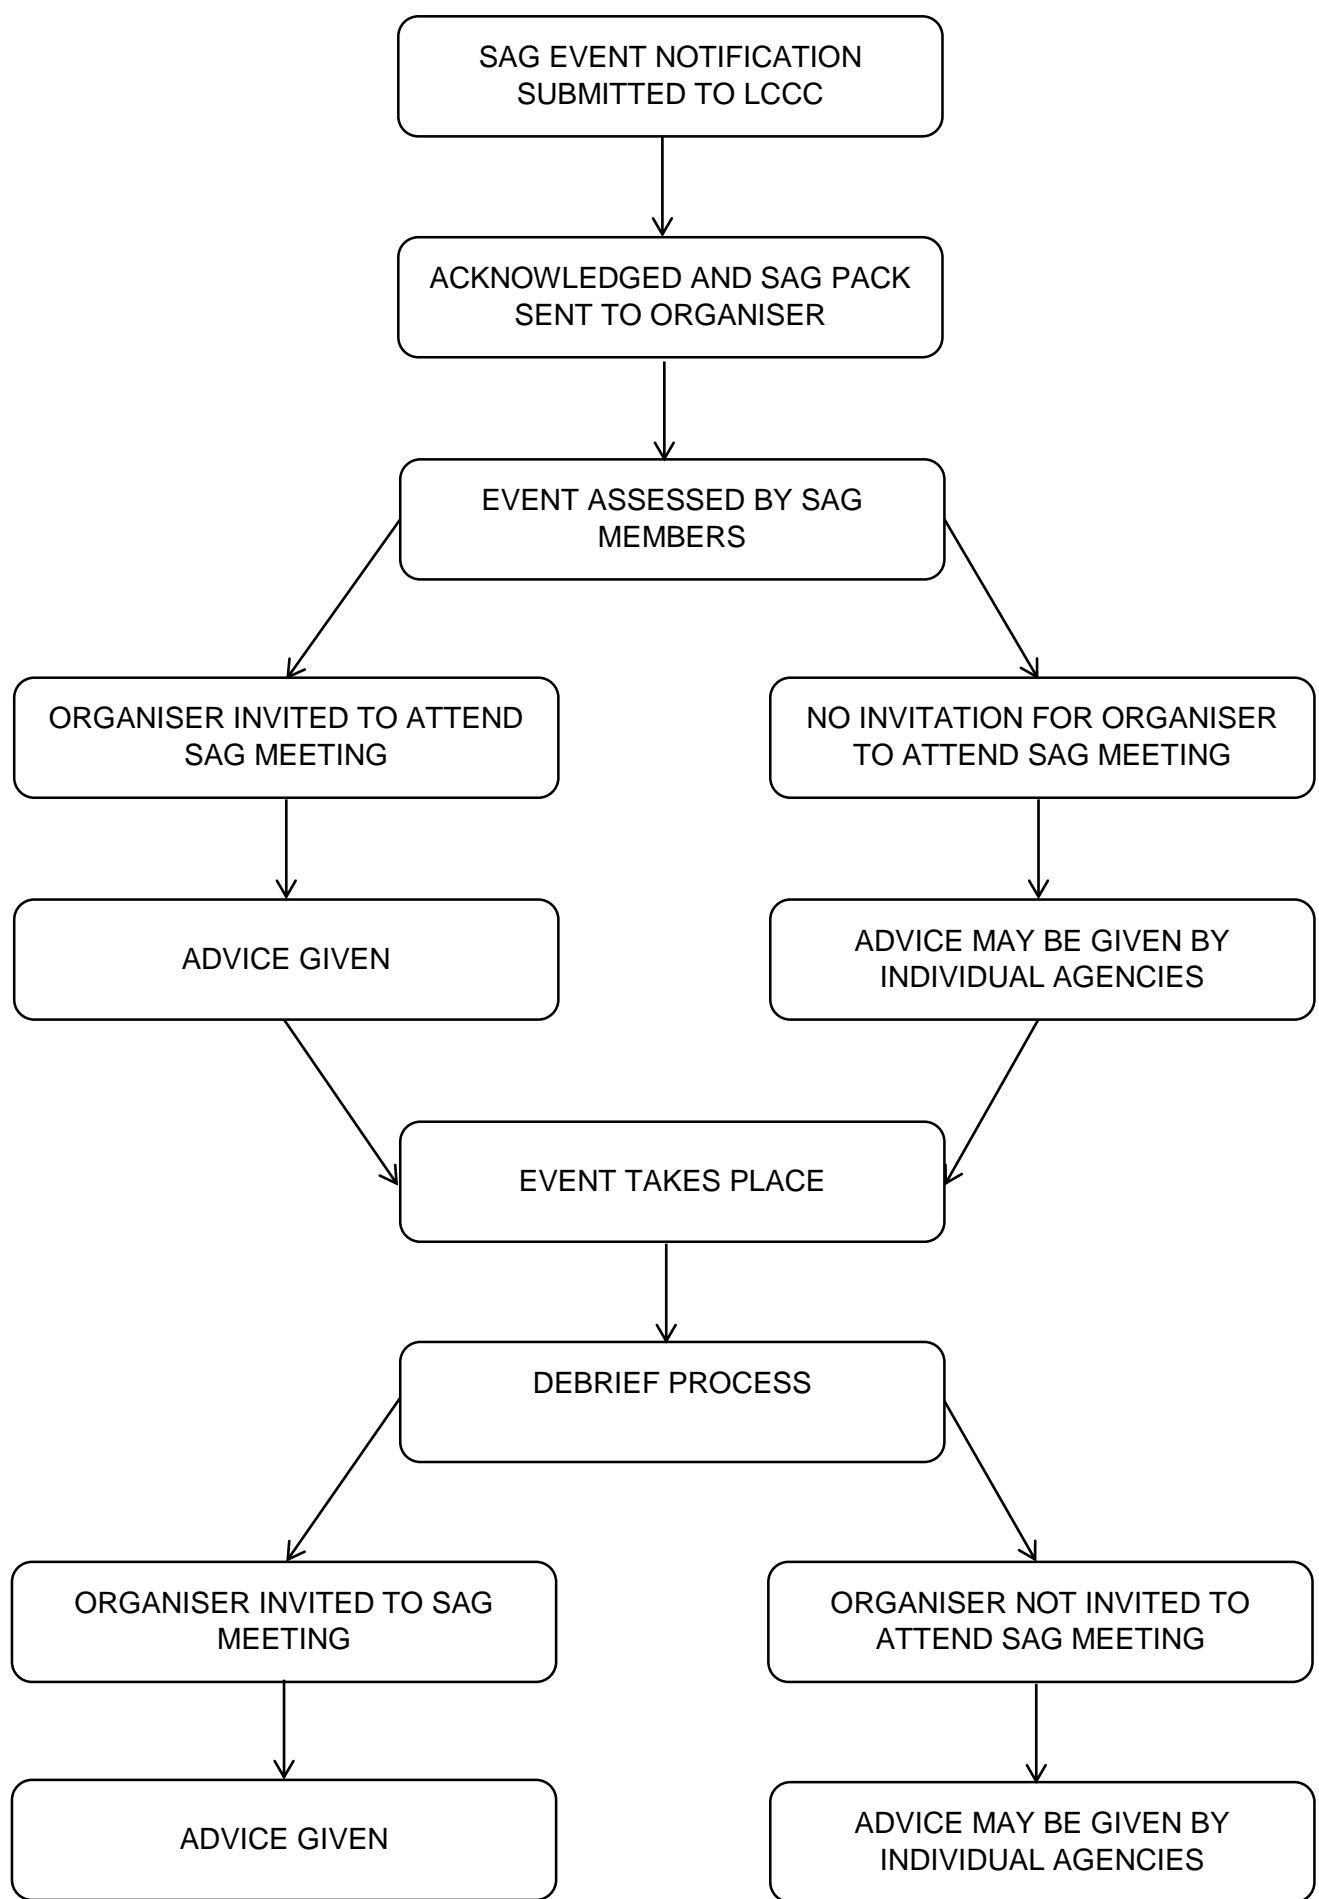 SAG EVENT NOTIFICATION
SUBMITTED TO LCCC
ACKNOWLEDGED AND SAG PACK
SENT TO ORGANISER
EVENT ASSESSED BY SAG
MEMBERS
ORGANISER INVITED TO ATTEND
SAG MEETING
NO INVITATION FOR ORGANISER
TO ATTEND SAG MEETING
ADVICE GIVEN
ADVICE MAY BE GIVEN BY
INDIVIDUAL AGENCIES
EVENT TAKES PLACE
DEBRIEF PROCESS
ORGANISER INVITED TO SAG
MEETING
ORGANISER NOT INVITED TO
ATTEND SAG MEETING
ADVICE GIVEN
ADVICE MAY BE GIVEN BY
INDIVIDUAL AGENCIES